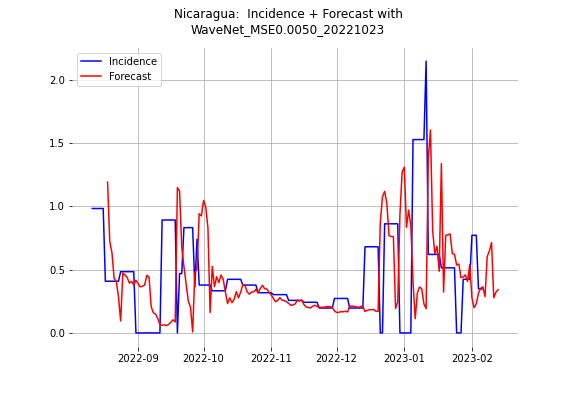 Nicaragua:  Incidence + Forecast with
WaveNet_MSE0.0050_20221023
Incidence
Forecast
2.0
1.5
1.0
0.5
0.0
2022-09
2022-10
2022-11
2022-12
2023-01
2023-02